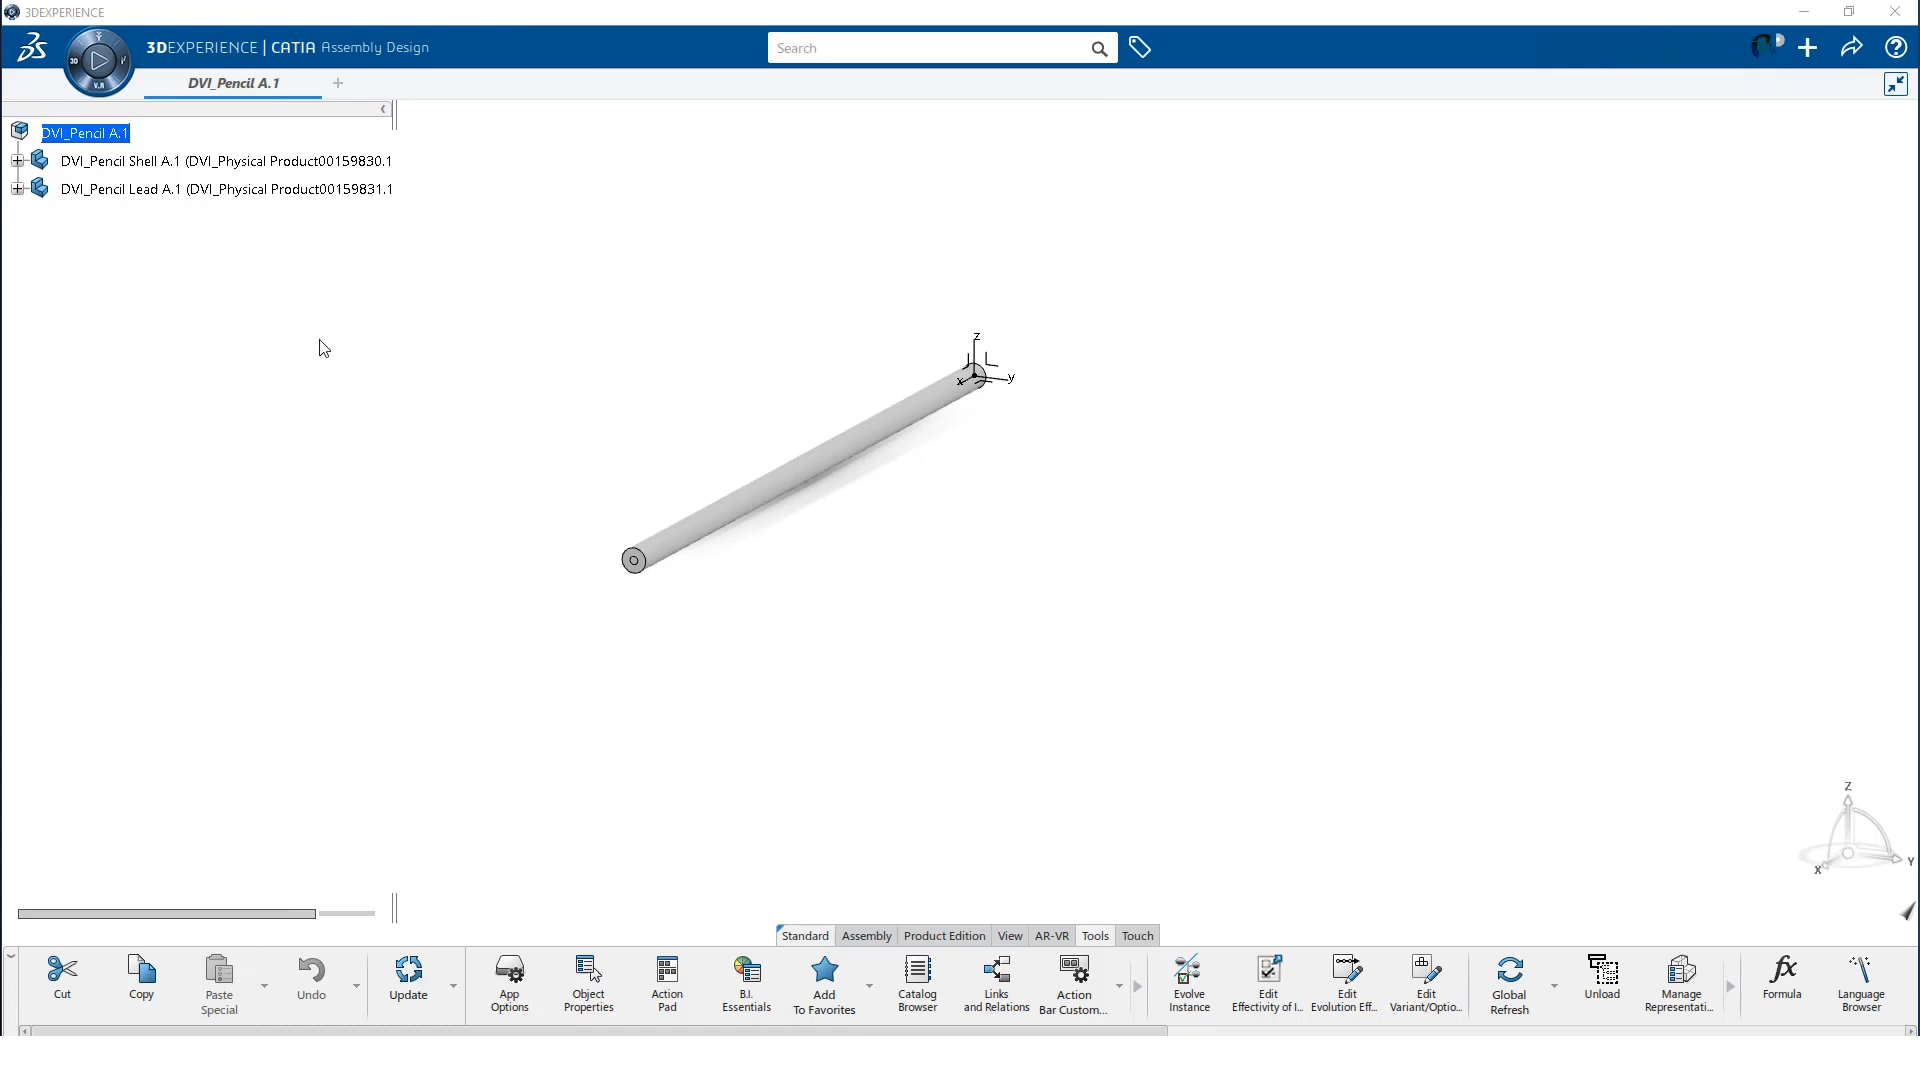 3DEXPERIENCE
3DEXPERIENCE | CATIA Assembly Design
Search
3D
V.R
DVI_Pencil A.1
DVI_Pencil A.1
DVI_Pencil Shell A.1 (DVI_Physical Product00159830.1
DVI_Pencil Lead A.1 (DVI_Physical Product00159831.1
z
x
y
Z
Y
X
Standard
Assembly
Product Edition
View
AR-VR
Tools
Touch
Cut
Copy
Paste
Special
Undo
Update
App
Options
Object
Properties
Action
Pad
B.I.
Essentials
Add
To Favorites
Catalog
Browser
Links
and Relations
Action
Bar Custom...
Evolve
Instance
Edit
Effectivity of I...
Edit
Evolution Eff...
Edit
Variant/Optio...
Global
Refresh
Unload
Manage
Representati...
fx
Formula
Language
Browser